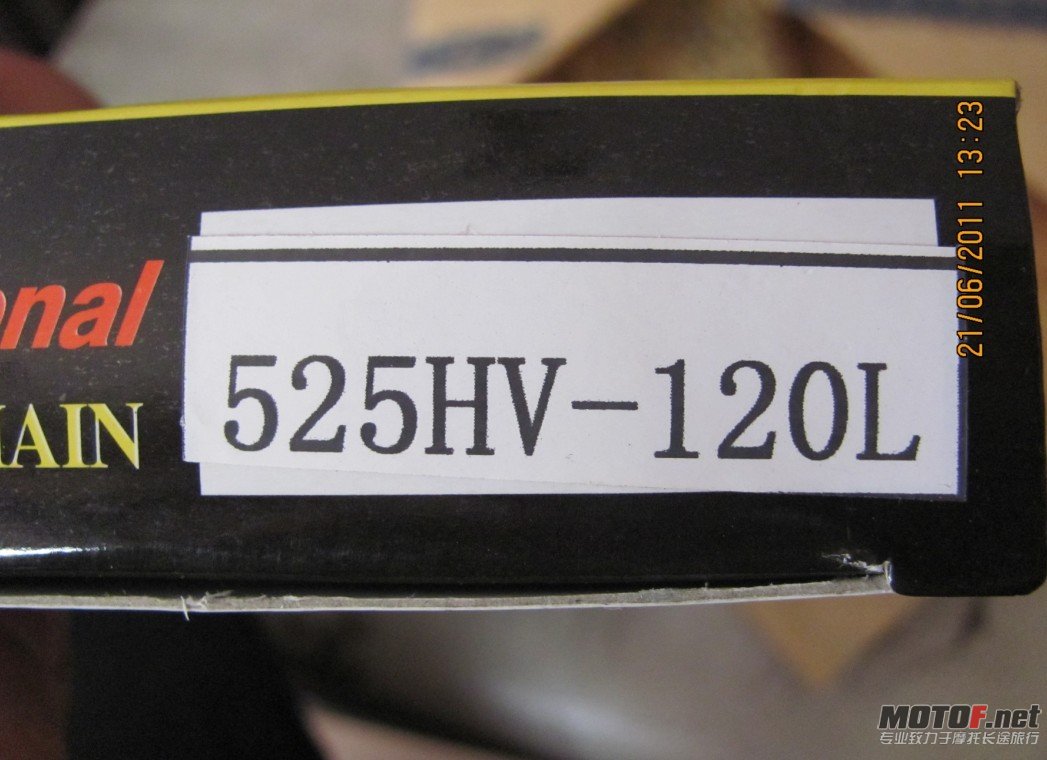 onal
HAIN
525HV-120L
21/06/2011 13:23
MOTOF.net
专业致力于摩托长途旅行